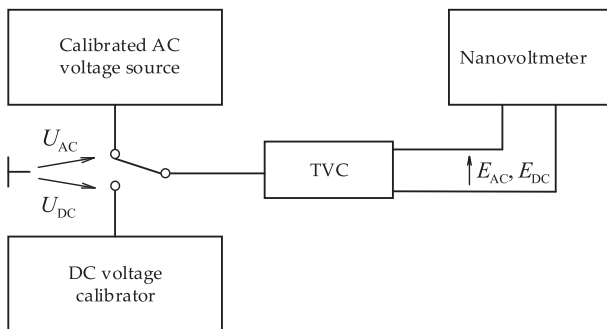 Calibrated AC
voltage source
Nanovoltmeter
U_AC
U_DC
TVC
E_AC, E_DC
DC voltage
calibrator